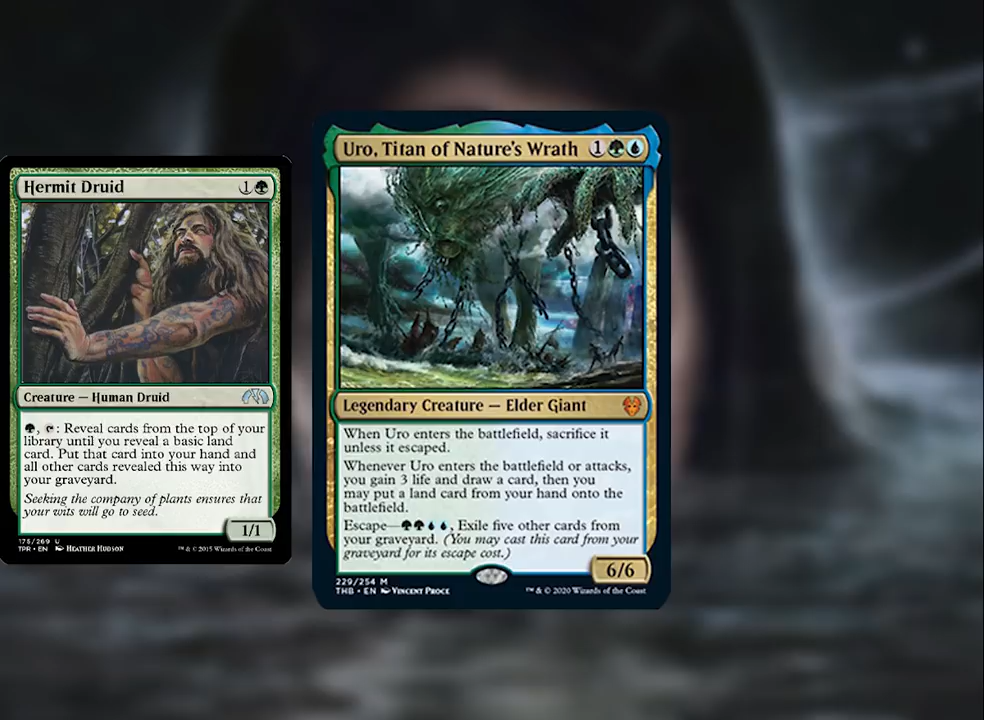 Hermit Druid 1
Creature — Human Druid
: Reveal cards from the top of your
library until you reveal a basic land
card. Put that card into your hand and
all other cards revealed this way into
your graveyard.
Seeking the company of plants ensures that
your wits will go to seed.
1/1
175/269 U
TPR • EN HEATHER HUDSON ™ & © 2015 Wizards of the Coast
Uro, Titan of Nature's Wrath 1
Legendary Creature — Elder Giant
When Uro enters the battlefield, sacrifice it
unless it escaped.
Whenever Uro enters the battlefield or attacks,
you gain 3 life and draw a card, then you
may put a land card from your hand onto the
battlefield.
Escape—, Exile five other cards from
your graveyard. (You may cast this card from your
graveyard for its escape cost.)
6/6
229/254 M
THB • EN VINCENT PROCE ™ & © 2020 Wizards of the Coast